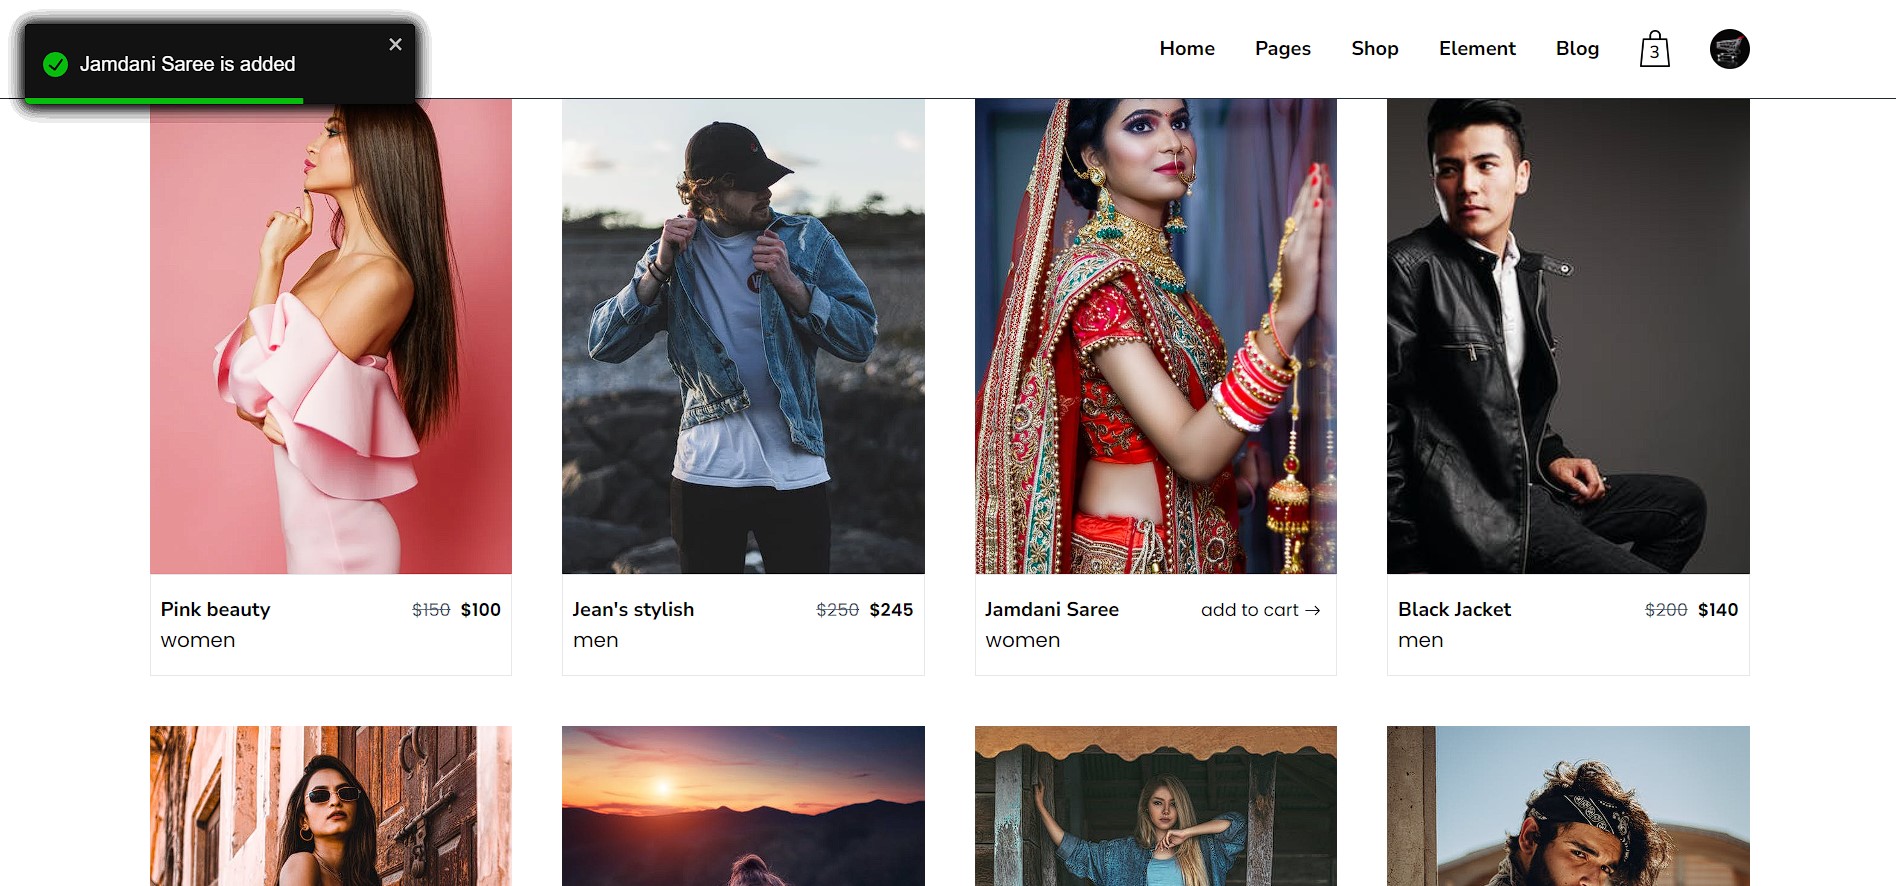 Jamdani Saree is added
Home Pages Shop Element Blog 3
Pink beauty $150 $100
women
Jean's stylish $250 $245
men
Jamdani Saree add to cart →
women
Black Jacket $200 $140
men